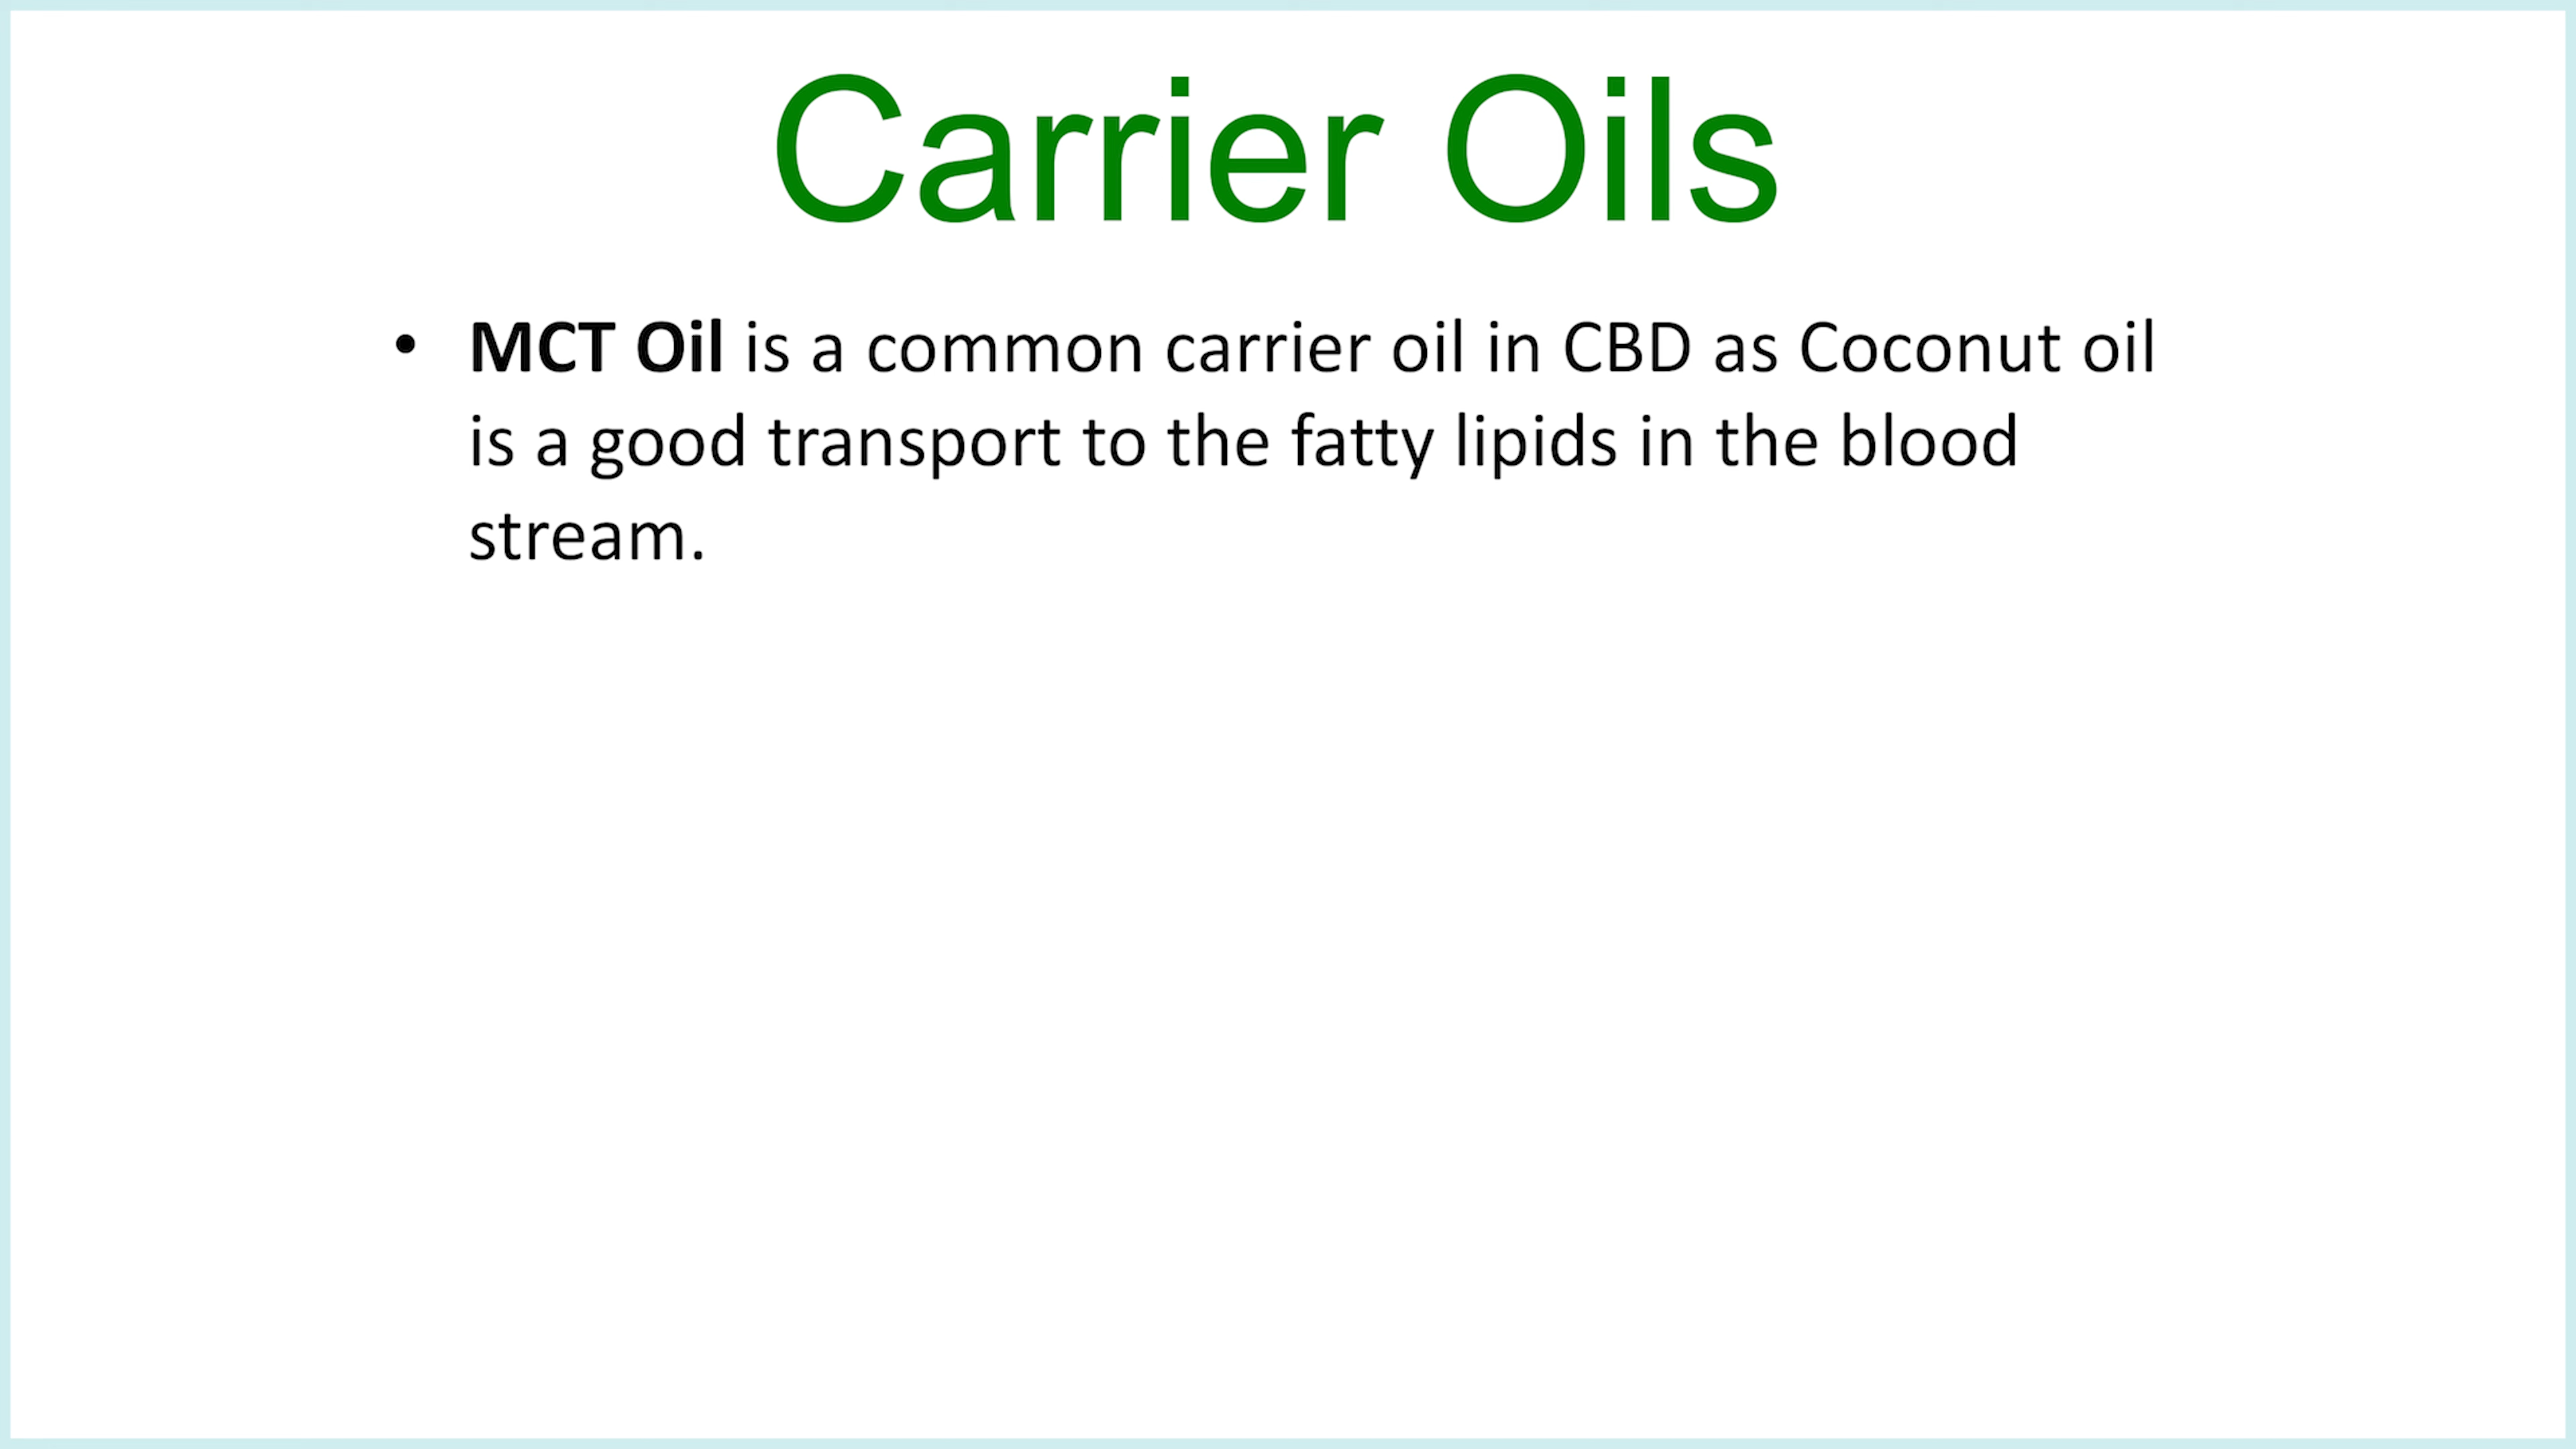 Carrier Oils
• MCT Oil is a common carrier oil in CBD as Coconut oil
is a good transport to the fatty lipids in the blood
stream.